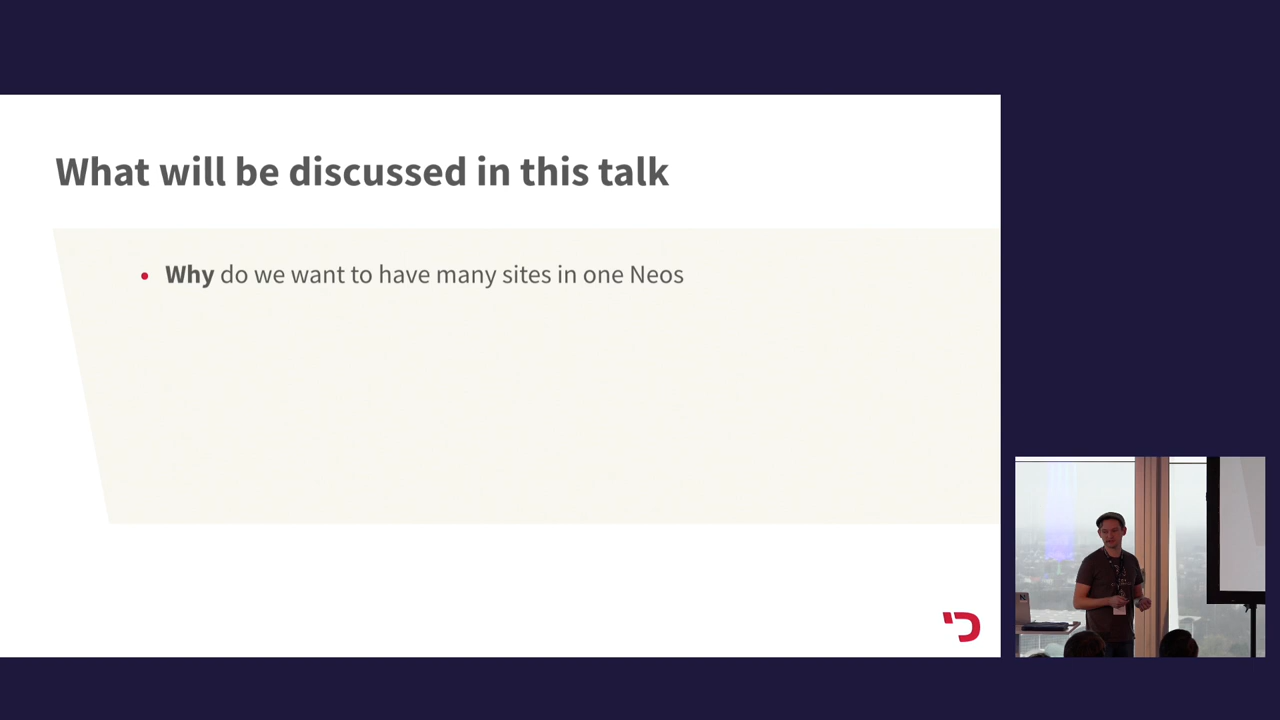 What will be discussed in this talk
• Why do we want to have many sites in one Neos